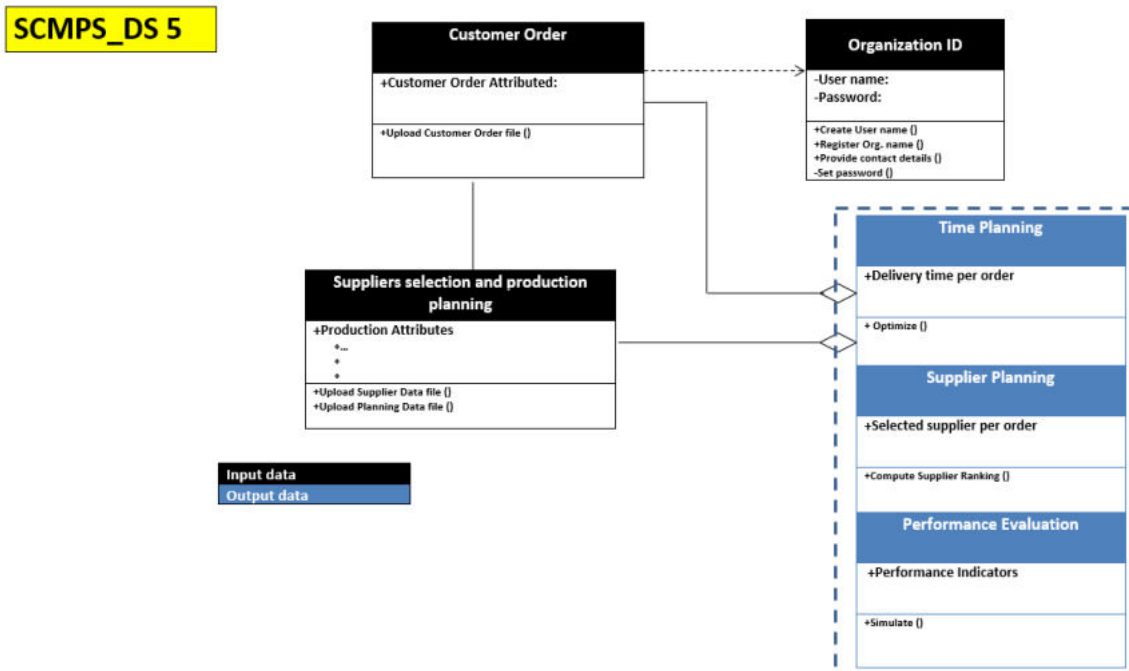 SCMPS_DS 5
Customer Order
+Customer Order Attributed:
+Upload Customer Order file ()
Organization ID
-User name:
-Password:
+Create User name ()
+Register Org. name ()
+Provide contact details ()
-Set password ()
Suppliers selection and production
planning
+Production Attributes
+...
+
+
+Upload Supplier Data file ()
+Upload Planning Data file ()
Time Planning
+Delivery time per order
+ Optimize ()
Supplier Planning
+Selected supplier per order
+Compute Supplier Ranking ()
Performance Evaluation
+Performance Indicators
+Simulate ()
Input data
Output data